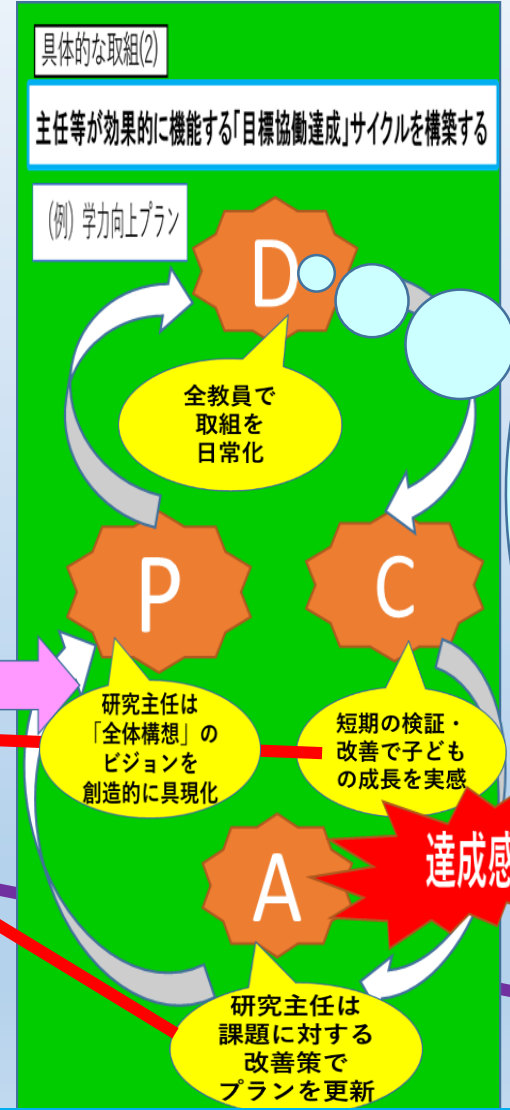 具体的な取組(2)
主任等が効果的に機能する「目標協働達成」サイクルを構築する
(例) 学力向上プラン
D
全教員で
取組を
日常化
P
C
研究主任は
「全体構想」の
ビジョンを
創造的に具現化
短期の検証・
改善で子ども
の成長を実感
A
達成感
研究主任は
課題に対する
改善策で
プランを更新